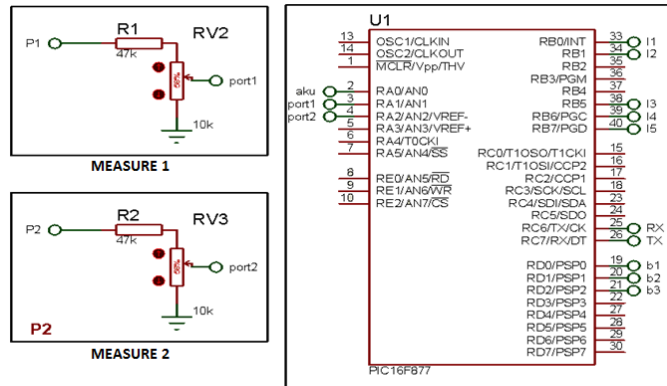 P1
R1
47k
RV2
50%
port1
10k
MEASURE 1
P2
R2
47k
RV3
50%
port2
10k
P2
MEASURE 2
U1
13 OSC1/CLKIN
14 OSC2/CLKOUT
1 MCLR/Vpp/THV
aku 2 RA0/AN0
port1 3 RA1/AN1
port2 4 RA2/AN2/VREF-
5 RA3/AN3/VREF+
6 RA4/T0CKI
7 RA5/AN4/SS
8 RE0/AN5/RD
9 RE1/AN6/WR
10 RE2/AN7/CS
RB0/INT 33 I1
RB1 34 I2
RB2 35
RB3/PGM 36
RB4 37
RB5 38 I3
RB6/PGC 39 I4
RB7/PGD 40 I5
RC0/T1OSO/T1CKI 15
RC1/T1OSI/CCP2 16
RC2/CCP1 17
RC3/SCK/SCL 18
RC4/SDI/SDA 23
RC5/SDO 24
RC6/TX/CK 25 RX
RC7/RX/DT 26 TX
RD0/PSP0 19 b1
RD1/PSP1 20 b2
RD2/PSP2 21 b3
RD3/PSP3 22
RD4/PSP4 27
RD5/PSP5 28
RD6/PSP6 29
RD7/PSP7 30
PIC16F877